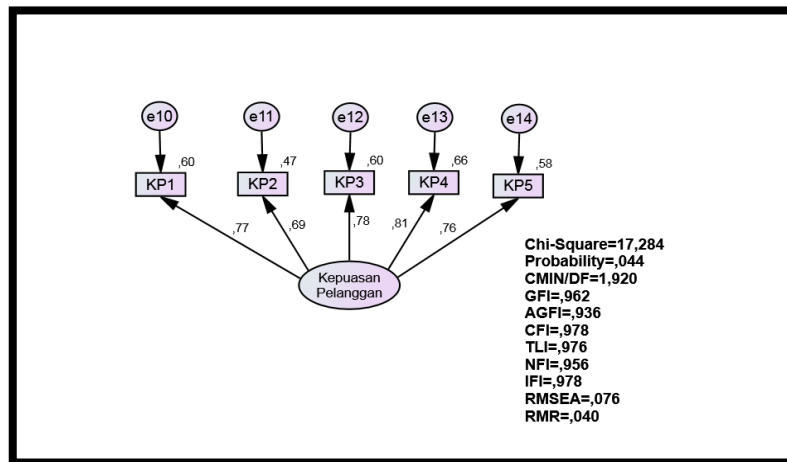 e10 e11 e12 e13 e14
,60 ,47 ,60 ,66 ,58
KP1 KP2 KP3 KP4 KP5
,77 ,69 ,78 ,81 ,76
Kepuasan
Pelanggan
Chi-Square=17,284
Probability=,044
CMIN/DF=1,920
GFI=,962
AGFI=,936
CFI=,978
TLI=,976
NFI=,956
IFI=,978
RMSEA=,076
RMR=,040